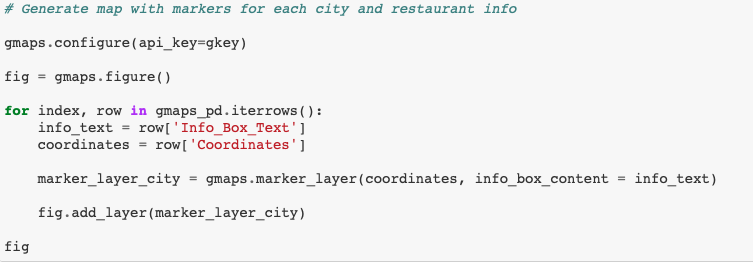 # Generate map with markers for each city and restaurant info
gmaps.configure(api_key=gkey)
fig = gmaps.figure()
for index, row in gmaps_pd.iterrows():
    info_text = row['Info_Box_Text']
    coordinates = row['Coordinates']
    marker_layer_city = gmaps.marker_layer(coordinates, info_box_content = info_text)
    fig.add_layer(marker_layer_city)
fig